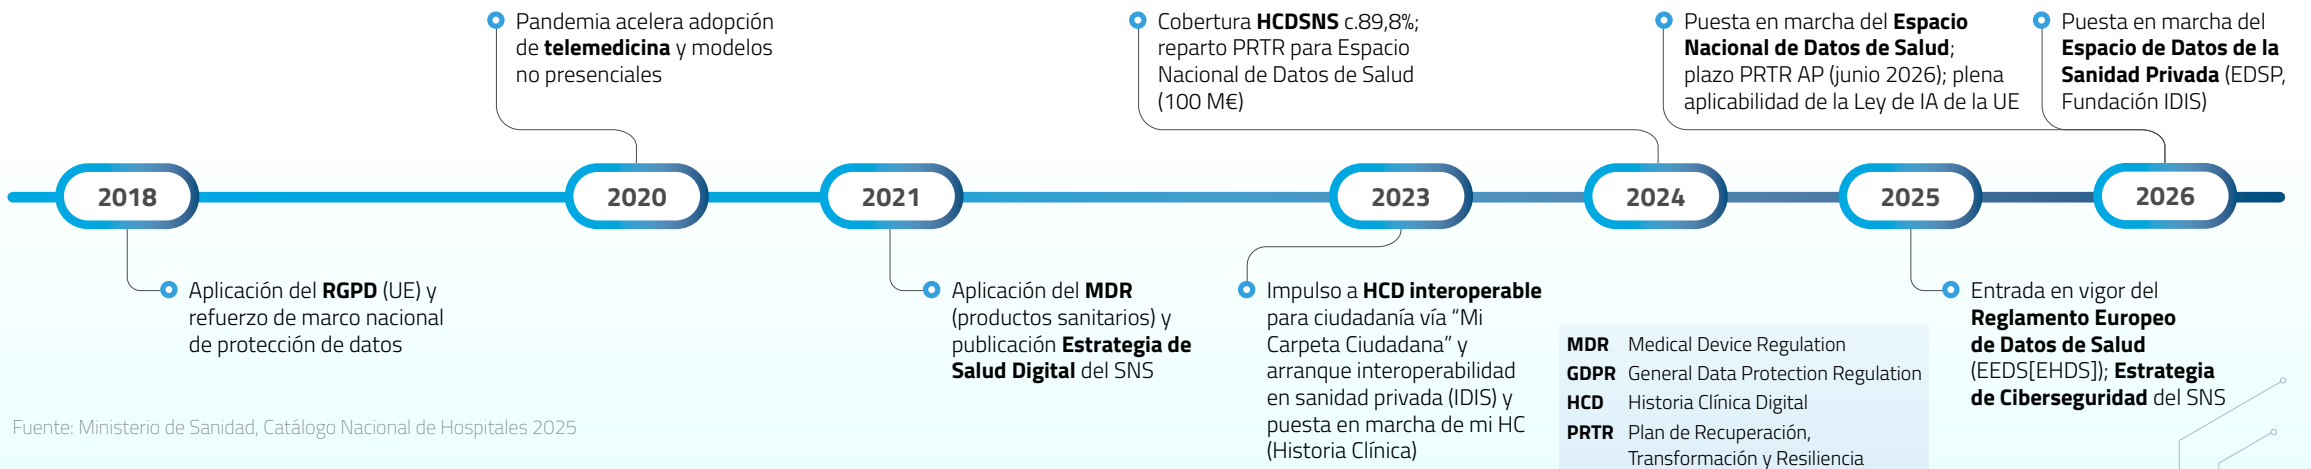 Pandemia acelera adopción
de telemedicina y modelos
no presenciales
Cobertura HCDSNS c.89,8%;
reparto PRTR para Espacio
Nacional de Datos de Salud
(100 M€)
Puesta en marcha del Espacio
Nacional de Datos de Salud;
plazo PRTR AP (junio 2026); plena
aplicabilidad de la Ley de IA de la UE
Puesta en marcha del
Espacio de Datos de la
Sanidad Privada (EDSP,
Fundación IDIS)
2018
2020
2021
2023
2024
2025
2026
Aplicación del RGPD (UE) y
refuerzo de marco nacional
de protección de datos
Aplicación del MDR
(productos sanitarios) y
publicación Estrategia de
Salud Digital del SNS
Impulso a HCD interoperable
para ciudadanía vía “Mi
Carpeta Ciudadana” y
arranque interoperabilidad
en sanidad privada (IDIS) y
puesta en marcha de mi HC
(Historia Clínica)
Entrada en vigor del
Reglamento Europeo
de Datos de Salud
(EEDS[EHDS]); Estrategia
de Ciberseguridad del SNS
MDR Medical Device Regulation
GDPR General Data Protection Regulation
HCD Historia Clínica Digital
PRTR Plan de Recuperación,
Transformación y Resiliencia
Fuente: Ministerio de Sanidad, Catálogo Nacional de Hospitales 2025